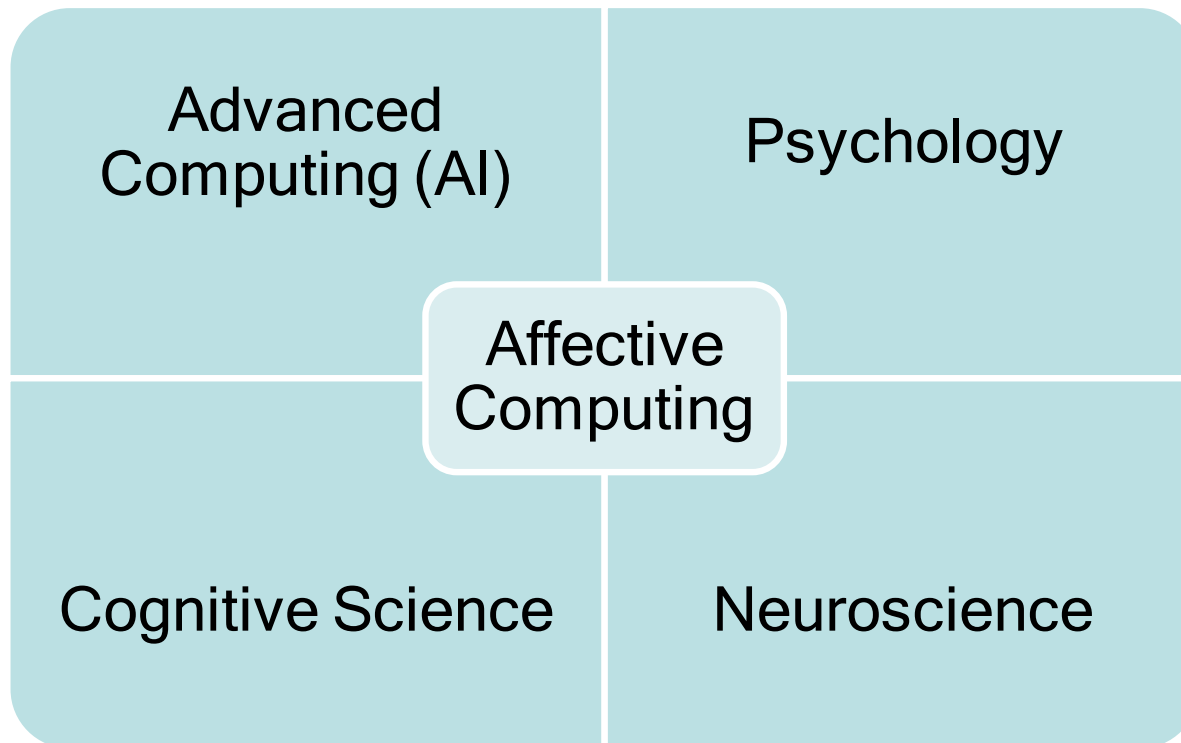 Advanced
Computing (AI)
Psychology
Affective
Computing
Cognitive Science
Neuroscience